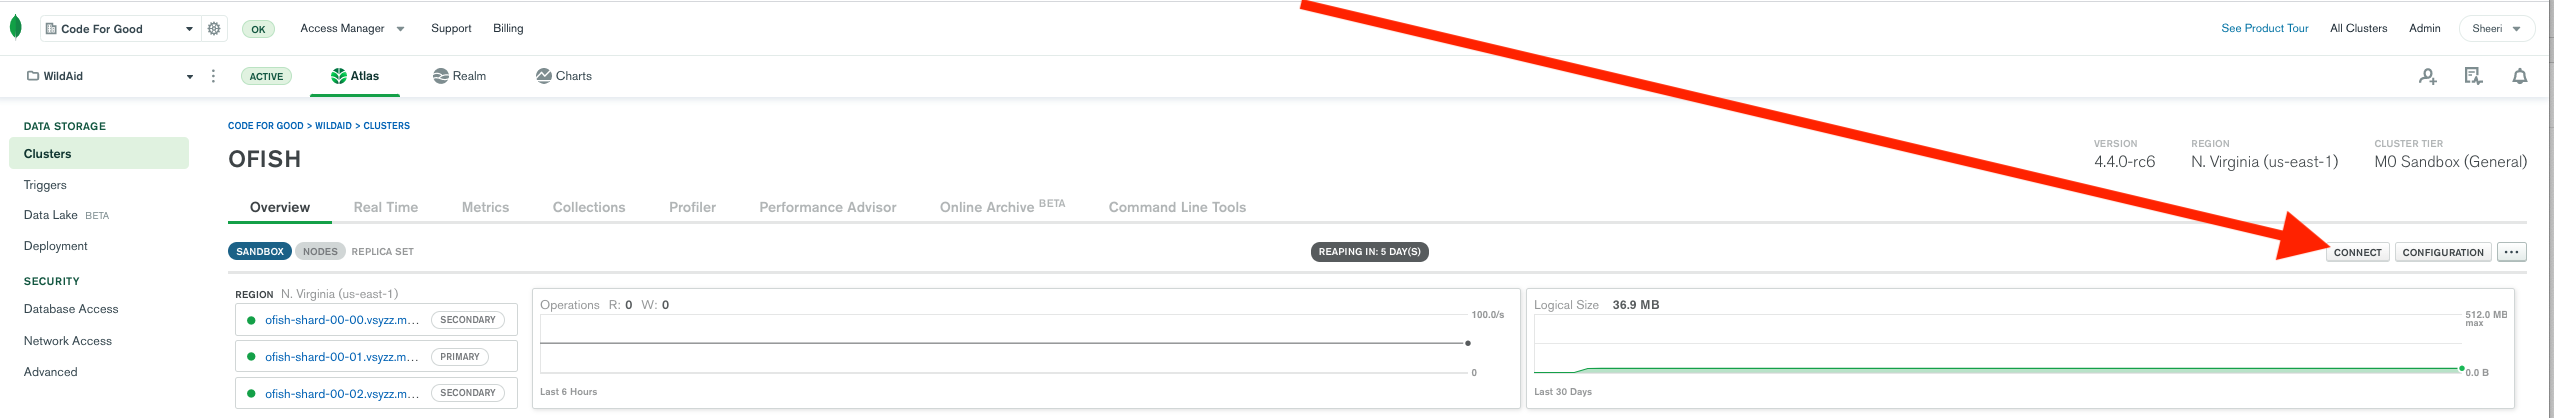 Code For Good OK Access Manager Support Billing See Product Tour All Clusters Admin Sheeri
WildAid ACTIVE Atlas Realm Charts
DATA STORAGE
Clusters
Triggers
Data Lake BETA
Deployment
SECURITY
Database Access
Network Access
Advanced
CODE FOR GOOD > WILDAID > CLUSTERS
OFISH
VERSION
4.4.0-rc6
REGION
N. Virginia (us-east-1)
CLUSTER TIER
M0 Sandbox (General)
Overview Real Time Metrics Collections Profiler Performance Advisor Online Archive BETA Command Line Tools
SANDBOX NODES REPLICA SET REAPING IN: 5 DAY(S) CONNECT CONFIGURATION ...
REGION N. Virginia (us-east-1)
ofish-shard-00-00.vsyzz.m... SECONDARY
ofish-shard-00-01.vsyzz.m... PRIMARY
ofish-shard-00-02.vsyzz.m... SECONDARY
Operations R: 0 W: 0
100.0/s
0
Last 6 Hours
Logical Size 36.9 MB
512.0 MB
max
0.0 B
Last 30 Days